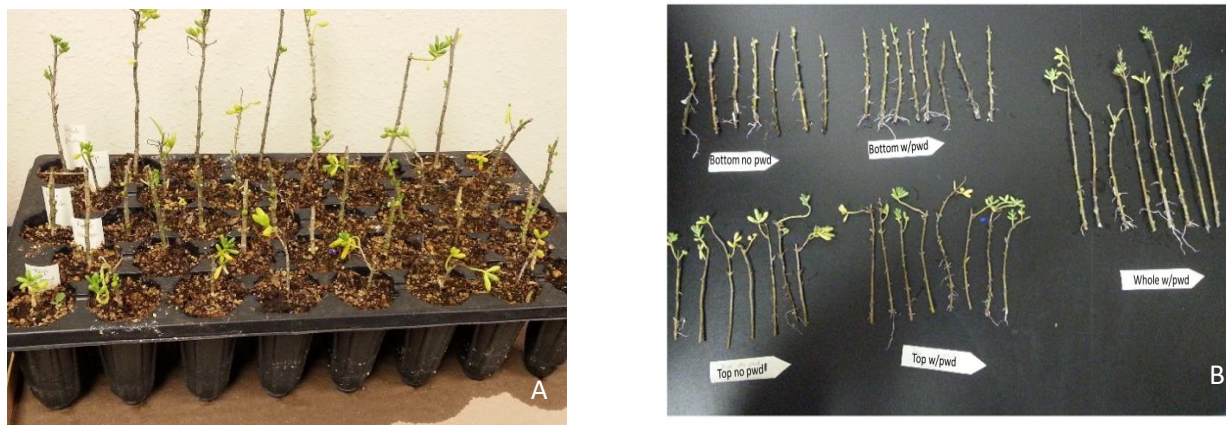 A
Bottom no pwd
Bottom w/pwd
Whole w/pwd
Top no pwd#
Top w/pwd
B